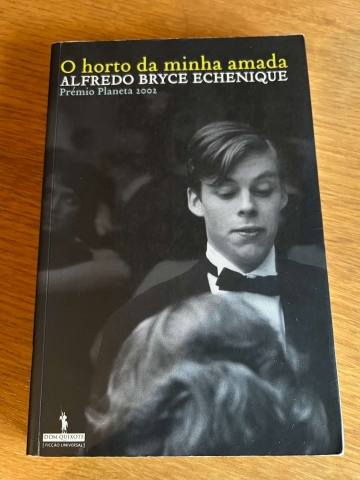 O horto da minha amada
ALFREDO BRYCE ECHENIQUE
Prémio Planeta 2002
DOM QUIXOTE
[FICÇÃO UNIVERSAL]